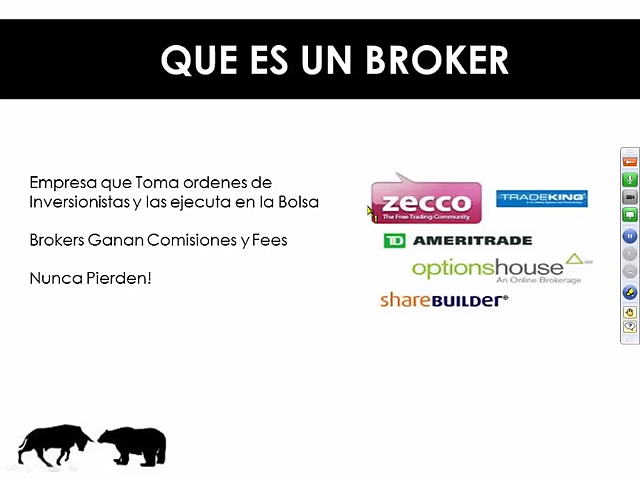 QUE ES UN BROKER
Empresa que Toma ordenes de
Inversionistas y las ejecuta en la Bolsa
Brokers Ganan Comisiones y Fees
Nunca Pierden!
zecco
The Free Trading Community
TRADEKING
TD AMERITRADE
optionshouse
An Online Brokerage
shareBUILDER®